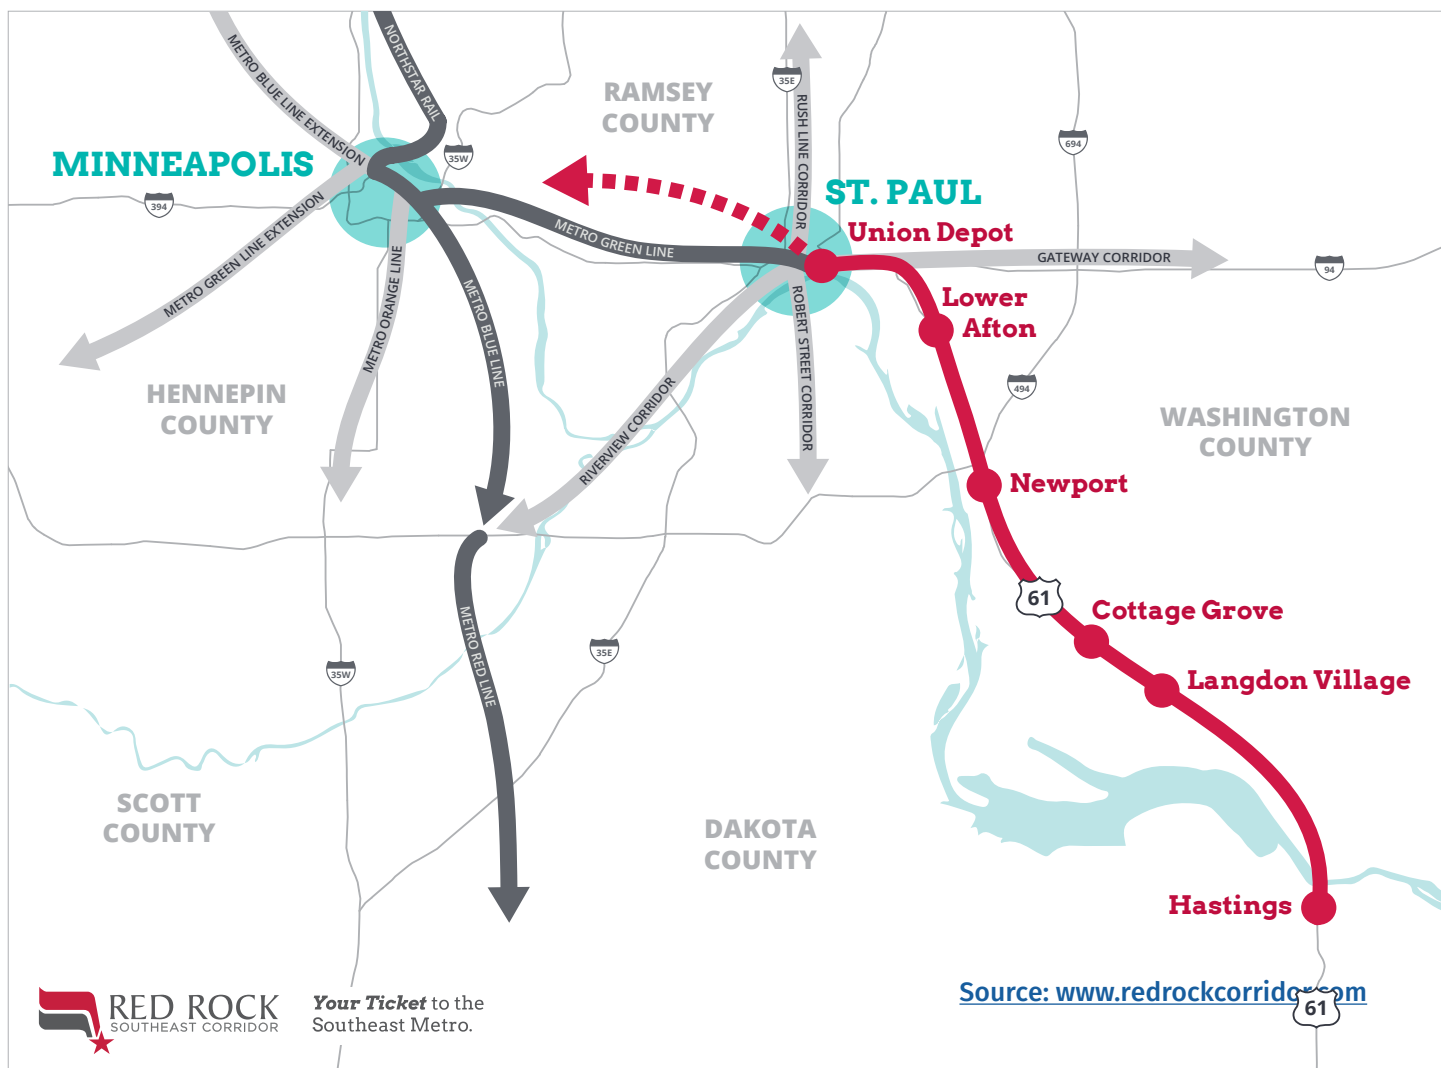 METRO BLUE LINE EXTENSION
NORTHSTAR RAIL
35E
RAMSEY
COUNTY
RUSH LINE CORRIDOR
694
35W
MINNEAPOLIS
394
METRO GREEN LINE EXTENSION
ST. PAUL
Union Depot
METRO GREEN LINE
GATEWAY CORRIDOR
94
METRO ORANGE LINE
METRO BLUE LINE
ROBERT STREET CORRIDOR
Lower
Afton
HENNEPIN
COUNTY
RIVERVIEW CORRIDOR
494
WASHINGTON
COUNTY
Newport
61
Cottage Grove
METRO RED LINE
35E
35W
Langdon Village
SCOTT
COUNTY
DAKOTA
COUNTY
Hastings
RED ROCK
SOUTHEAST CORRIDOR
Your Ticket to the
Southeast Metro.
Source: www.redrockcorridor.com
61